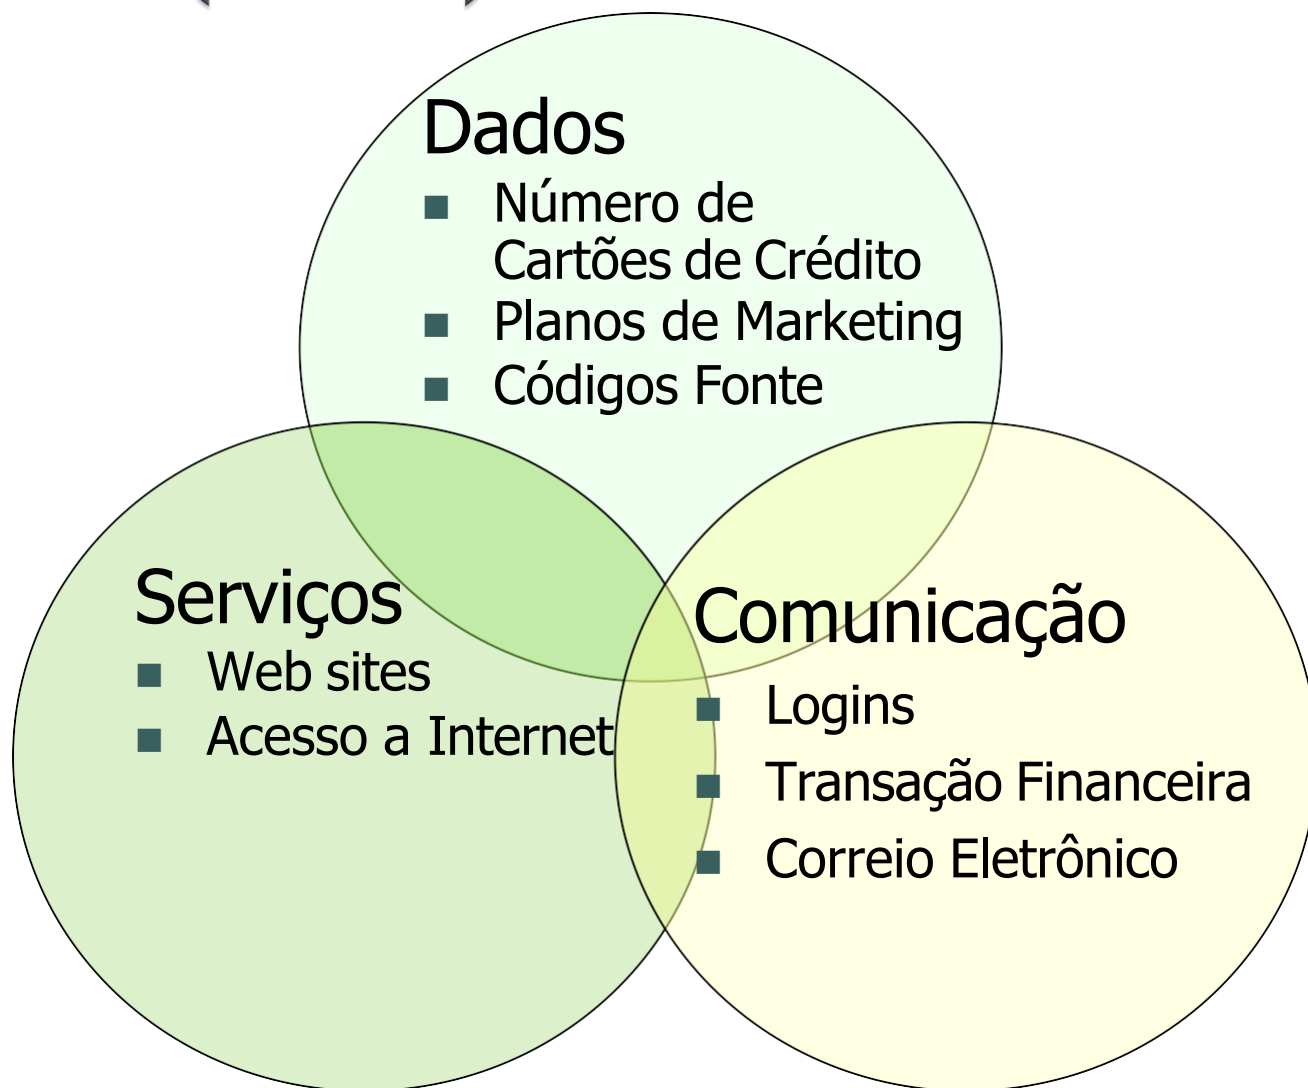 Dados
Número de
Cartões de Crédito
Planos de Marketing
Códigos Fonte
Serviços
Web sites
Acesso a Internet
Comunicação
Logins
Transação Financeira
Correio Eletrônico